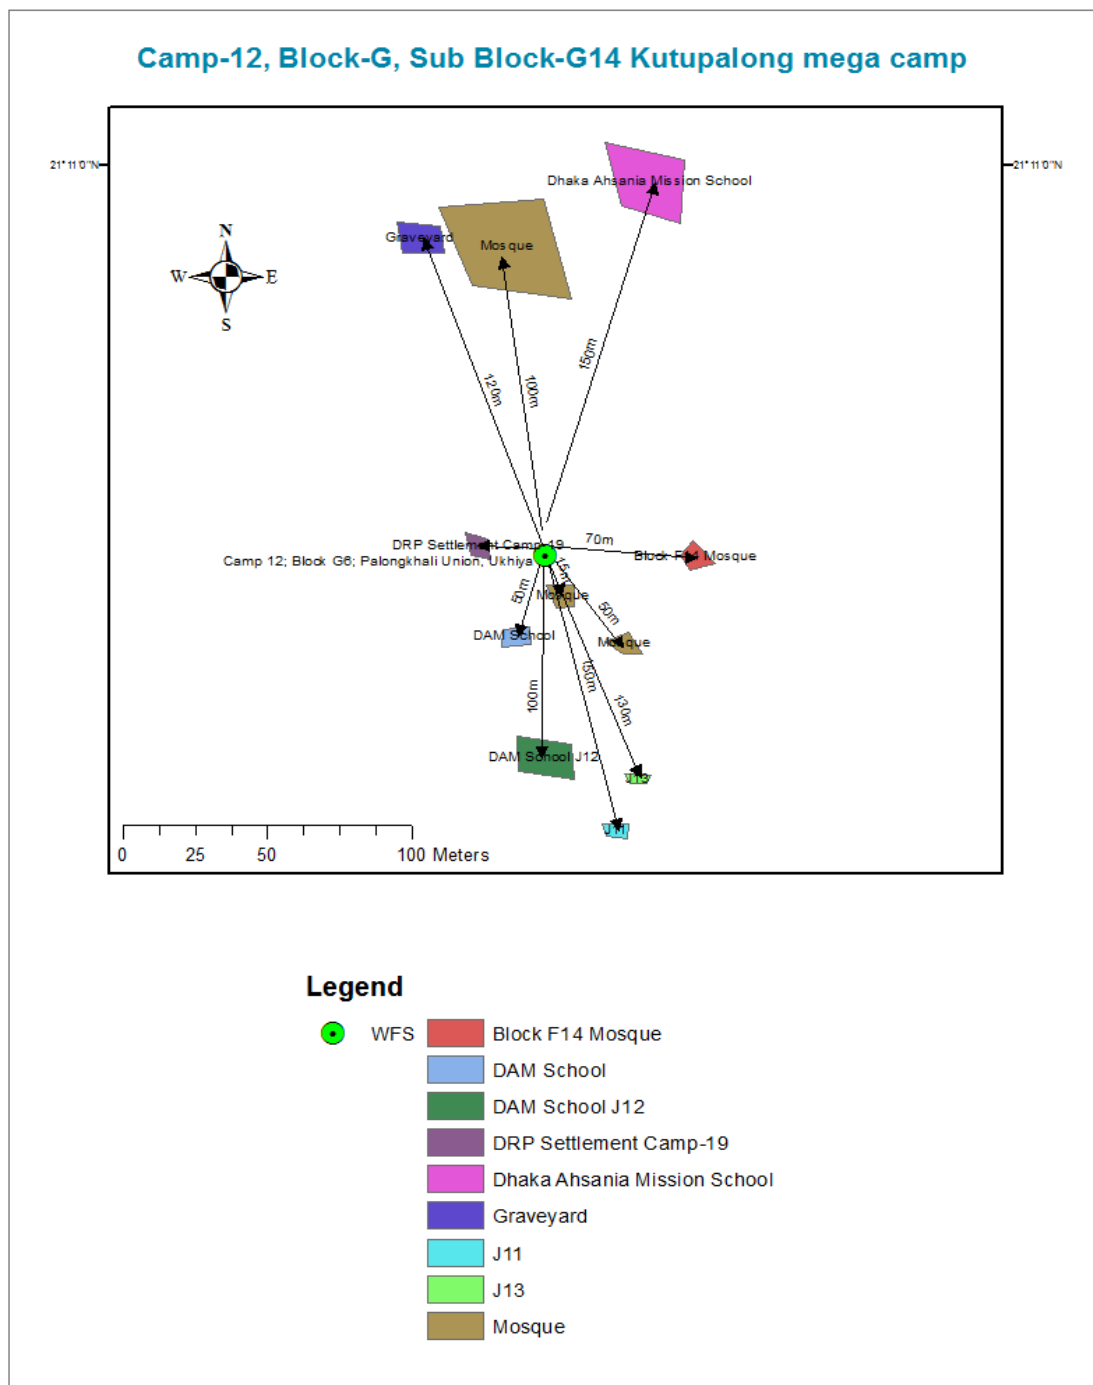 Camp-12, Block-G, Sub Block-G14 Kutupalong mega camp
21°11'0"N
21°11'0"N
Dhaka Ahsania Mission School
Graveyard
Mosque
N
W
E
S
150m
120m
100m
70m
DRP Settlement Camp-19
Block F14 Mosque
Camp 12; Block G6; Palongkhali Union, Ukhiya
15m
50m
Mosque
50m
DAM School
Mosque
150m
100m
130m
DAM School J12
J13
J11
0 25 50 100 Meters
Legend
WFS
Block F14 Mosque
DAM School
DAM School J12
DRP Settlement Camp-19
Dhaka Ahsania Mission School
Graveyard
J11
J13
Mosque